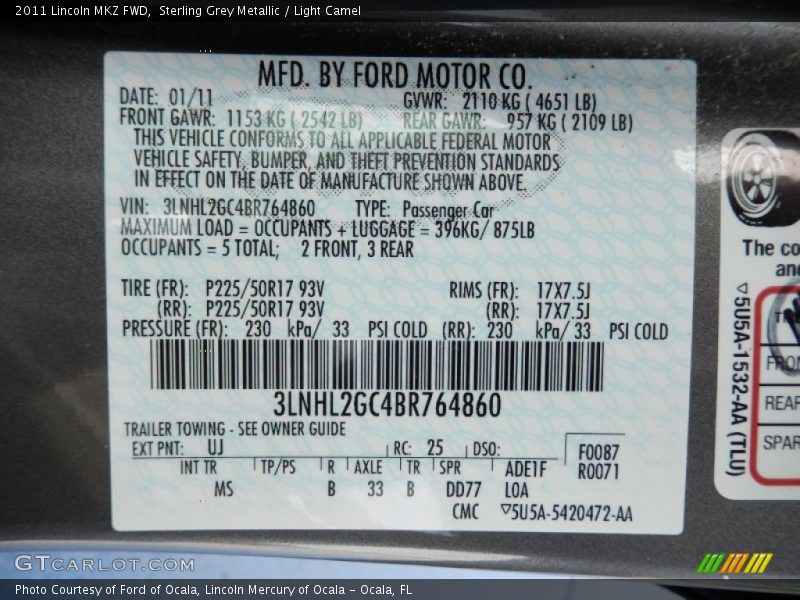 2011 Lincoln MKZ FWD,  Sterling Grey Metallic / Light Camel
MFD. BY FORD MOTOR CO.
DATE: 01/11
GVWR: 2110 KG ( 4651 LB)
FRONT GAWR: 1153 KG ( 2542 LB)
REAR GAWR: 957 KG ( 2109 LB)
THIS VEHICLE CONFORMS TO ALL APPLICABLE FEDERAL MOTOR
VEHICLE SAFETY, BUMPER, AND THEFT PREVENTION STANDARDS
IN EFFECT ON THE DATE OF MANUFACTURE SHOWN ABOVE.
VIN: 3LNHL2GC4BR764860 TYPE: Passenger Car
MAXIMUM LOAD = OCCUPANTS + LUGGAGE = 396KG/ 875LB
OCCUPANTS = 5 TOTAL; 2 FRONT, 3 REAR
TIRE (FR): P225/50R17 93V RIMS (FR): 17X7.5J
(RR): P225/50R17 93V (RR): 17X7.5J
PRESSURE (FR): 230 kPa/ 33 PSI COLD (RR): 230 kPa/ 33 PSI COLD
3LNHL2GC4BR764860
TRAILER TOWING - SEE OWNER GUIDE
EXT PNT: UJ RC: 25 DSO: F0087
INT TR TP/PS R AXLE TR SPR ADE1F R0071
MS B 33 B DD77 LOA
CMC ▽5U5A-5420472-AA
The co
and
▽5U5A-1532-AA (TLU)
FRON
REAR
SPAR
GTCARLOT.COM
Photo Courtesy of Ford of Ocala, Lincoln Mercury of Ocala - Ocala, FL